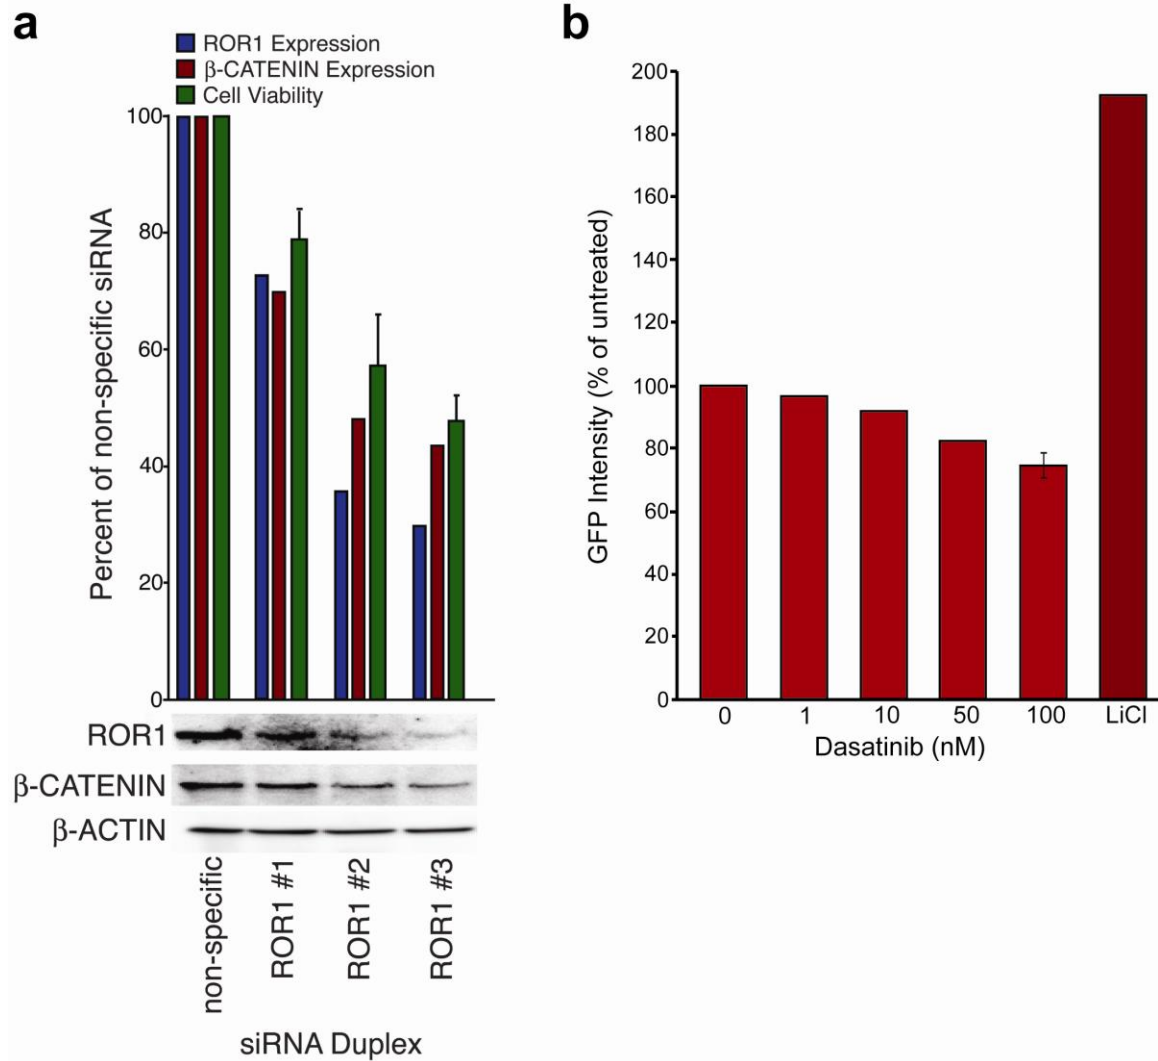 a
ROR1 Expression
β-CATENIN Expression
Cell Viability
Percent of non-specific siRNA
100
80
60
40
20
0
ROR1
β-CATENIN
β-ACTIN
non-specific
ROR1 #1
ROR1 #2
ROR1 #3
siRNA Duplex
b
GFP Intensity (% of untreated)
200
180
160
140
120
100
80
60
40
20
0
0 1 10 50 100 LiCl
Dasatinib (nM)